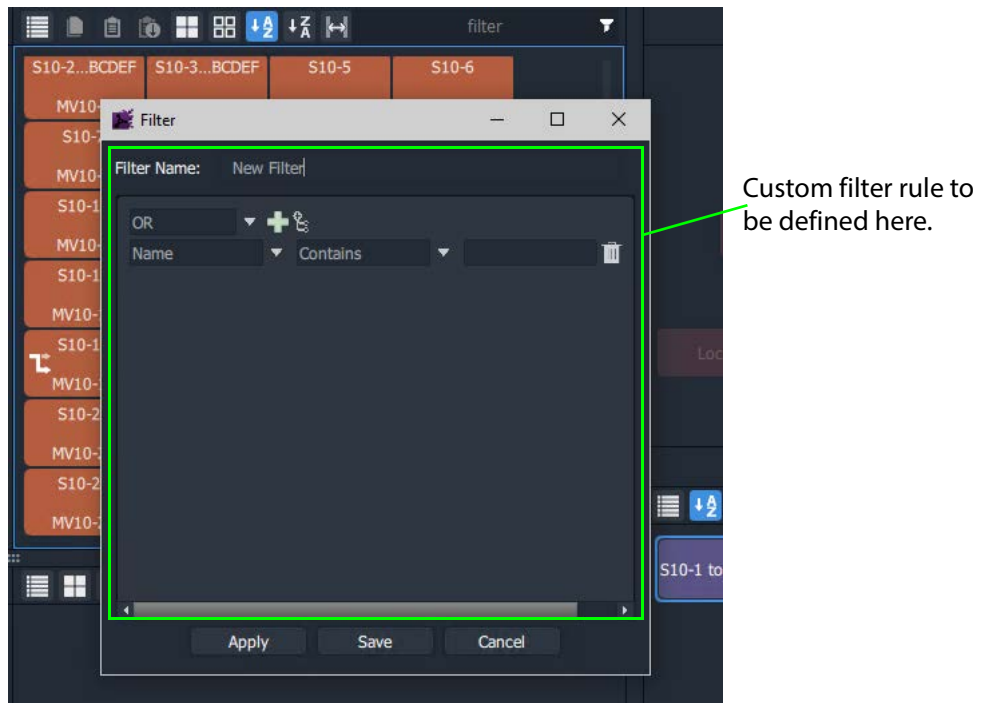 filter
S10-2...BCDEF S10-3...BCDEF S10-5 S10-6
MV10-
Filter
S10-
MV10-
Filter Name: New Filter
S10-1
OR
MV10-
Name Contains
S10-1
MV10-
S10-1
MV10-
S10-2
MV10-
S10-2
MV10-
Loc
S10-1 to
Apply Save Cancel
Custom filter rule to
be defined here.